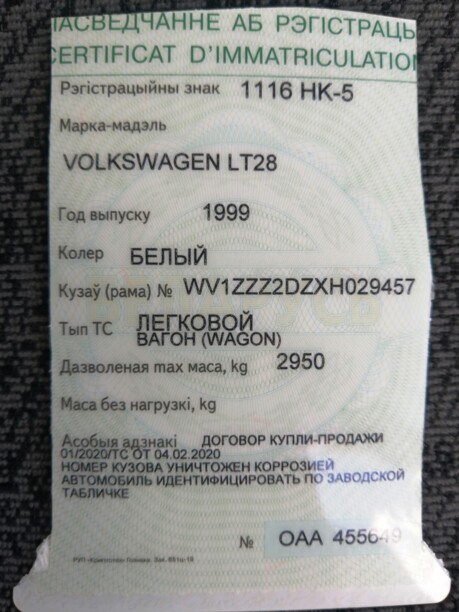 ПАСВЕДЧАННЕ АБ РЭГІСТРАЦЫ
CERTIFICAT D'IMMATRICULATION
Рэгістрацыйны знак 1116 НК-5
Марка-мадэль
VOLKSWAGEN LT28
Год выпуску 1999
Колер БЕЛЫЙ
Кузаў (рама) № WV1ZZZ2DZXH029457
Тып ТС ЛЕГКОВОЙ
ВАГОН (WAGON)
Дазволеная max маса, kg 2950
Маса без нагрузкі, kg
Асобыя адзнакі ДОГОВОР КУПЛИ-ПРОДАЖИ
01/2020/ТС ОТ 04.02.2020
НОМЕР КУЗОВА УНИЧТОЖЕН КОРРОЗИЕЙ
АВТОМОБИЛЬ ИДЕНТИФИЦИРОВАТЬ ПО ЗАВОДСКОЙ
ТАБЛИЧКЕ
№ ОАА 455649